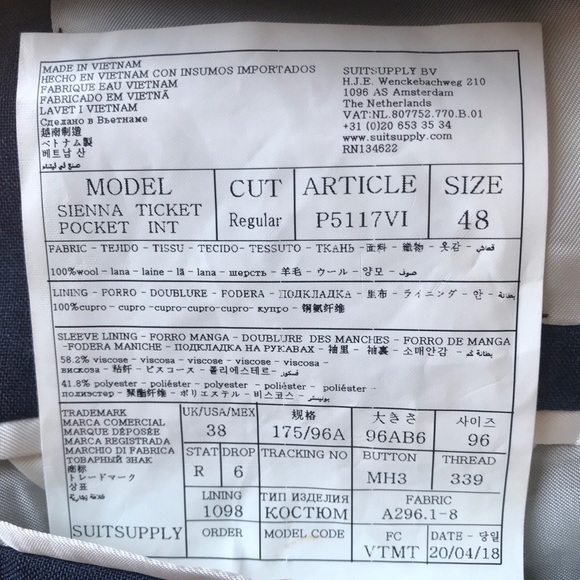 MADE IN VIETNAM
HECHO EN VIETNAM CON INSUMOS IMPORTADOS
FABRIQUE EAU VIETNAM
FABRICADO EM VIETNÃ
LAVET I VIETNAM
Сделано в Вьетнаме
越南制造
ベトナム製
베트남 산
SUITSUPPLY BV
H.J.E. Wenckebachweg 210
1096 AS Amsterdam
The Netherlands
VAT:NL.807752.770.B.01
+31 (0)20 653 35 34
www.suitsupply.com
RN134622
MODEL
SIENNA TICKET
POCKET INT
CUT
Regular
ARTICLE
P5117VI
SIZE
48
FABRIC - TEJIDO - TISSU - TECIDO - TESSUTO - ТКАНЬ - 面料 - 織物 - 옷감 - قماش
100%wool - lana - laine - lã - lana - шерсть - 羊毛 - ウール - 양모 - صوف
LINING - FORRO - DOUBLURE - FODERA - ПОДКЛАДКА - 里布 - ライニング - 안 - بطانة
100%cupro - cupro -cupro-cupro-cupro- купро - 铜氨纤维
SLEEVE LINING - FORRO MANGA - DOUBLURE DES MANCHES - FORRO DE MANGA
-FODERA MANICHE - ПОДКЛАДКА НА РУКАВАХ - 袖里 - 袖裏 - 소매안감 - بطانة كم
58.2% viscose - viscosa - viscose - viscose - viscosa -
вискоза - 粘纤 - ビスコース - 폴리에스테르 -
41.8% polyester - poliéster - polyester - poliéster - poliéster -
полиэстер - 聚酯纤维 - ポリエステル - 비스코스 -
TRADEMARK
MARCA COMERCIAL
MARQUE DÉPOSÉE
MARCA REGISTRADA
MARCHIO DI FABRICA
ТОВАРНЫЙ ЗНАК
商标
トレードマーク
상표
SUITSUPPLY
UK/USA/MEX
38
规格
175/96A
大きさ
96AB6
사이즈
96
STAT
R
DROP
6
TRACKING NO
BUTTON
MH3
THREAD
339
LINING
1098
ТИП ИЗДЕЛИЯ
КОСТЮМ
FABRIC
A296.1-8
ORDER
MODEL CODE
FC
VTMT
DATE - 당일
20/04/18